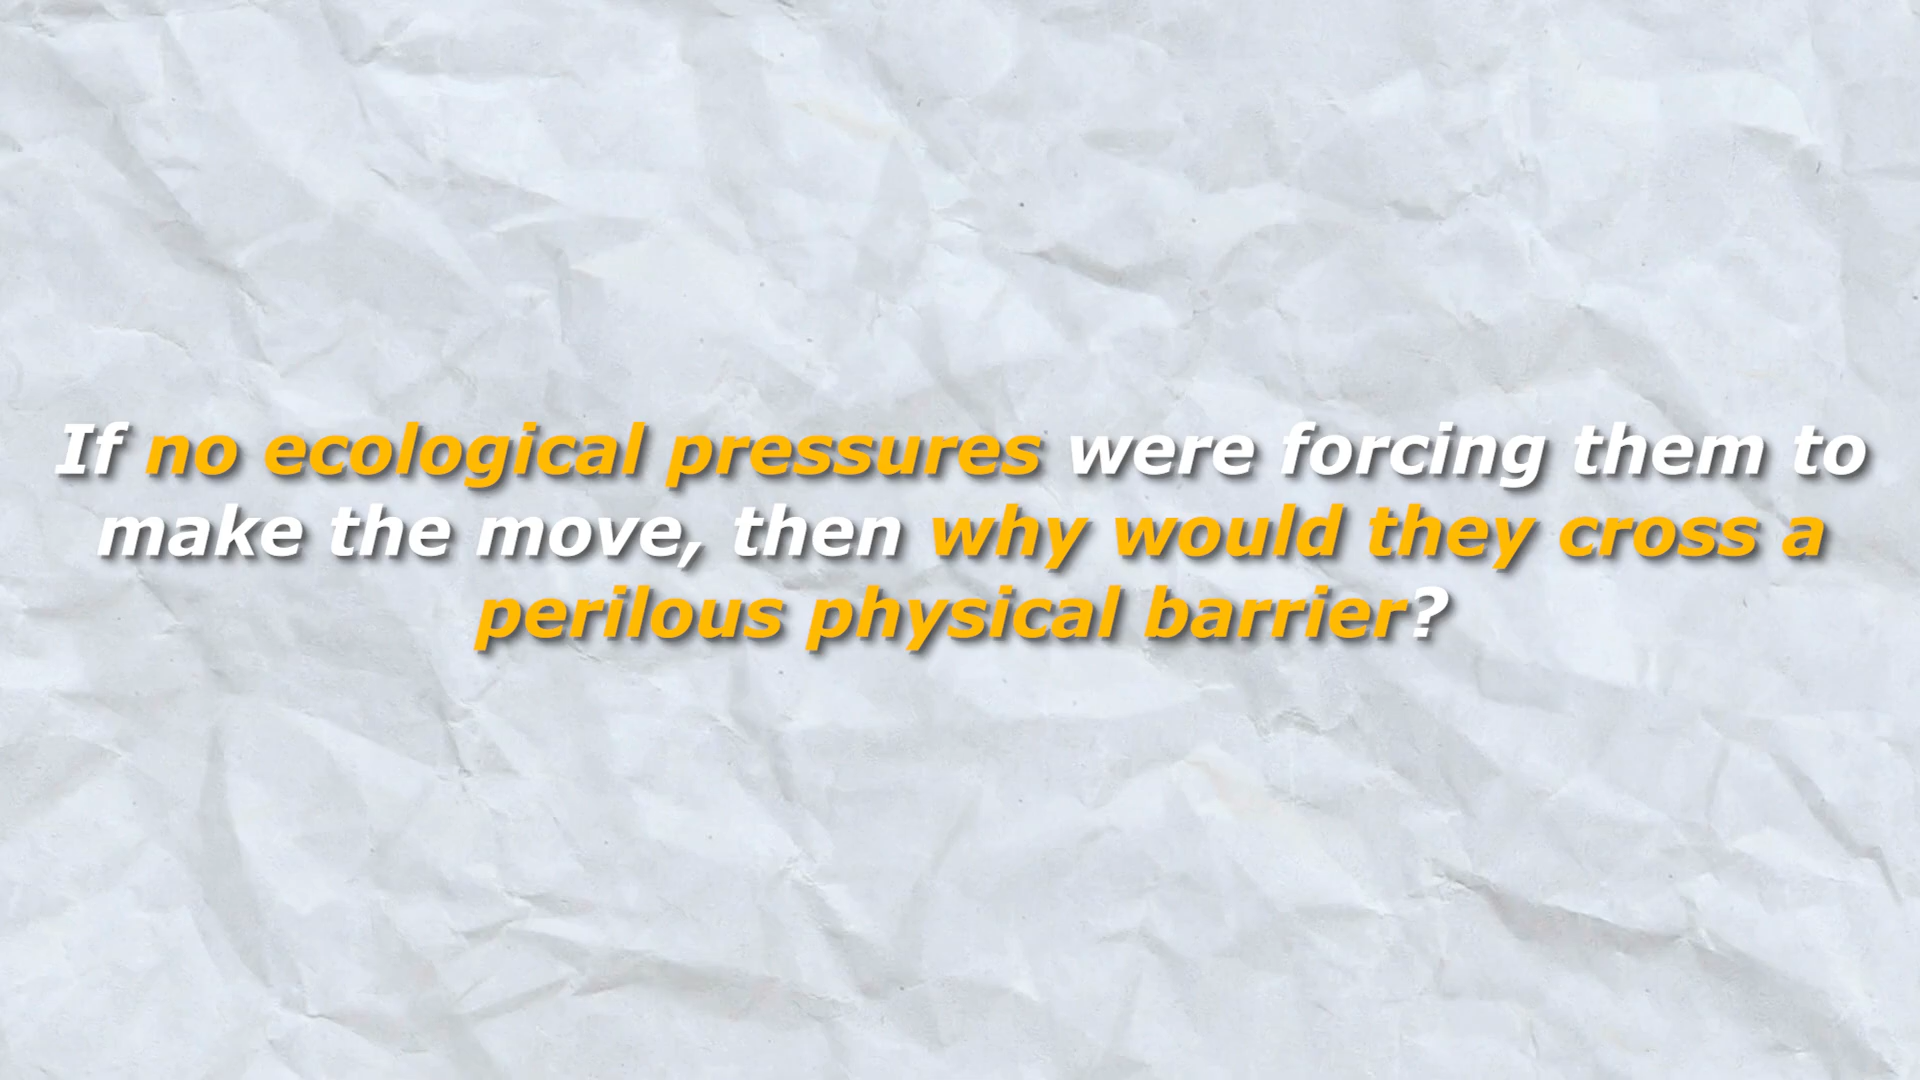 If no ecological pressures were forcing them to
make the move, then why would they cross a
perilous physical barrier?